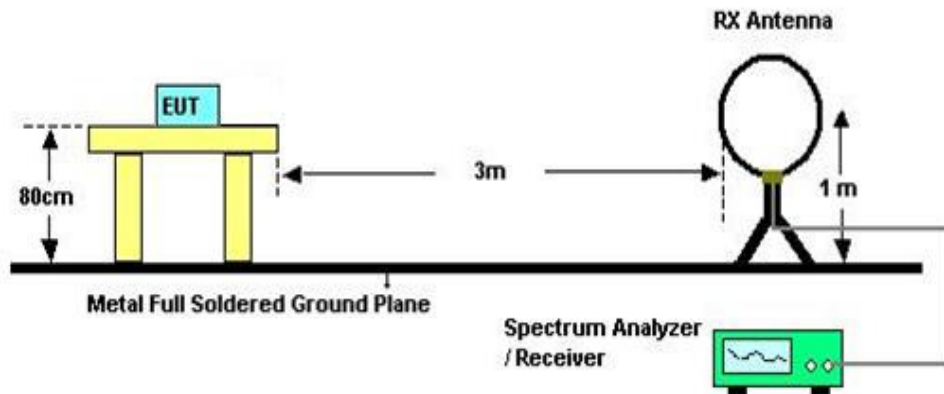 RX Antenna
EUT
80cm
3m
1 m
Metal Full Soldered Ground Plane
Spectrum Analyzer
/ Receiver